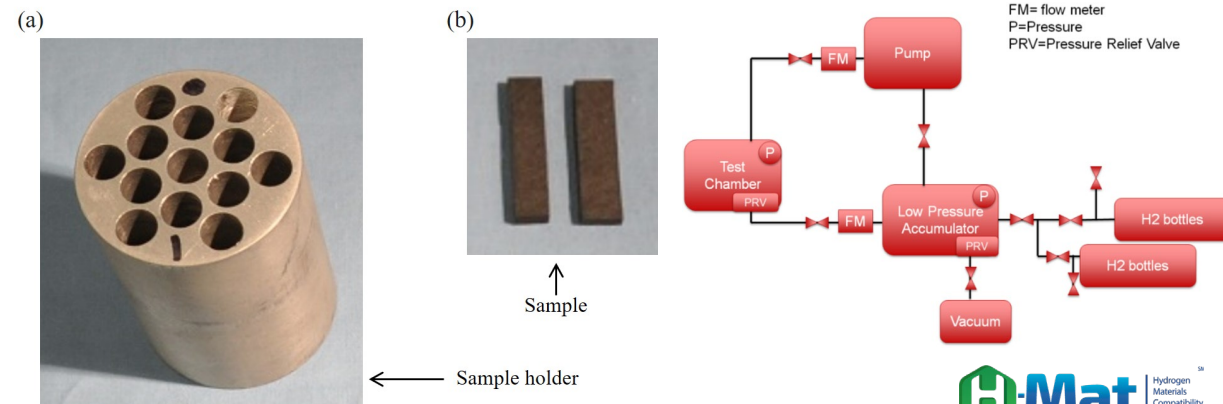 (a)
(b)
Sample
Sample holder
FM= flow meter
P=Pressure
PRV=Pressure Relief Valve
FM
Pump
P
Test
Chamber
PRV
FM
P
Low Pressure
Accumulator
PRV
H2 bottles
H2 bottles
Vacuum
H-Mat
Hydrogen
Materials
Compatibility